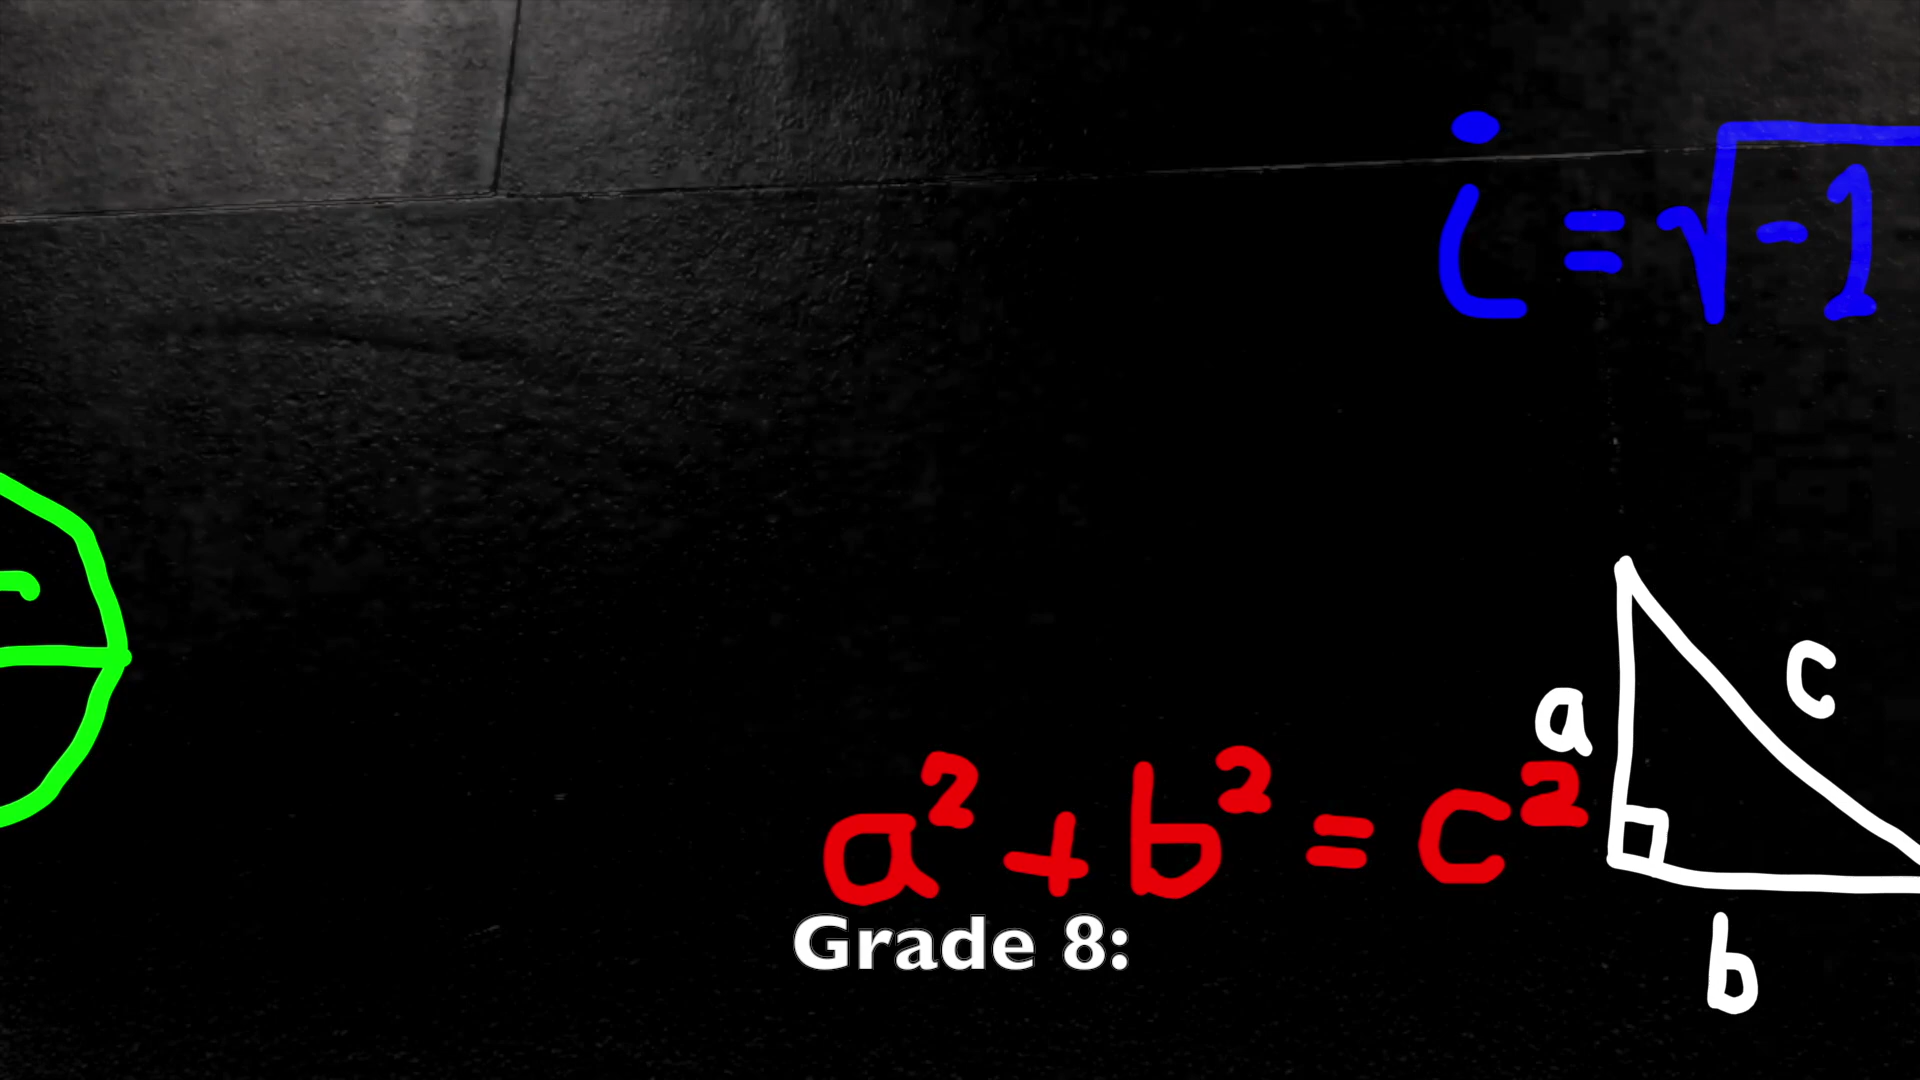 i = √-1
r
c
a
a² + b² = c²
Grade 8:
b